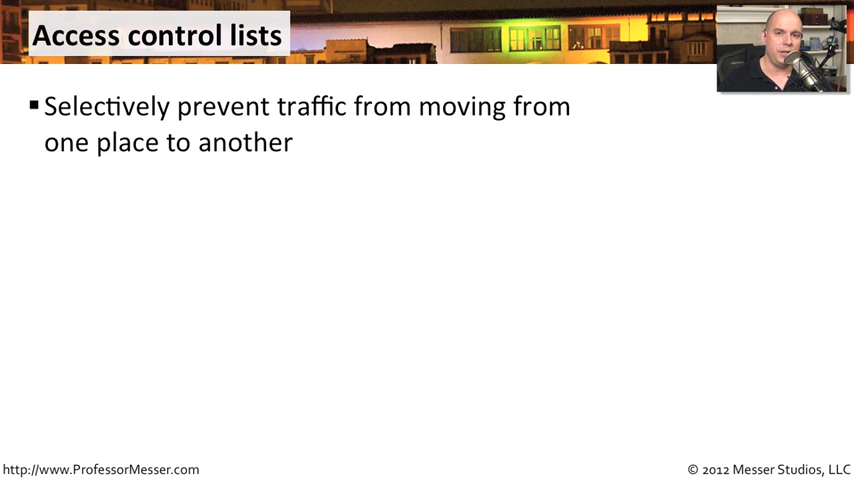 Access control lists
▪ Selectively prevent traffic from moving from
one place to another
http://www.ProfessorMesser.com
© 2012 Messer Studios, LLC